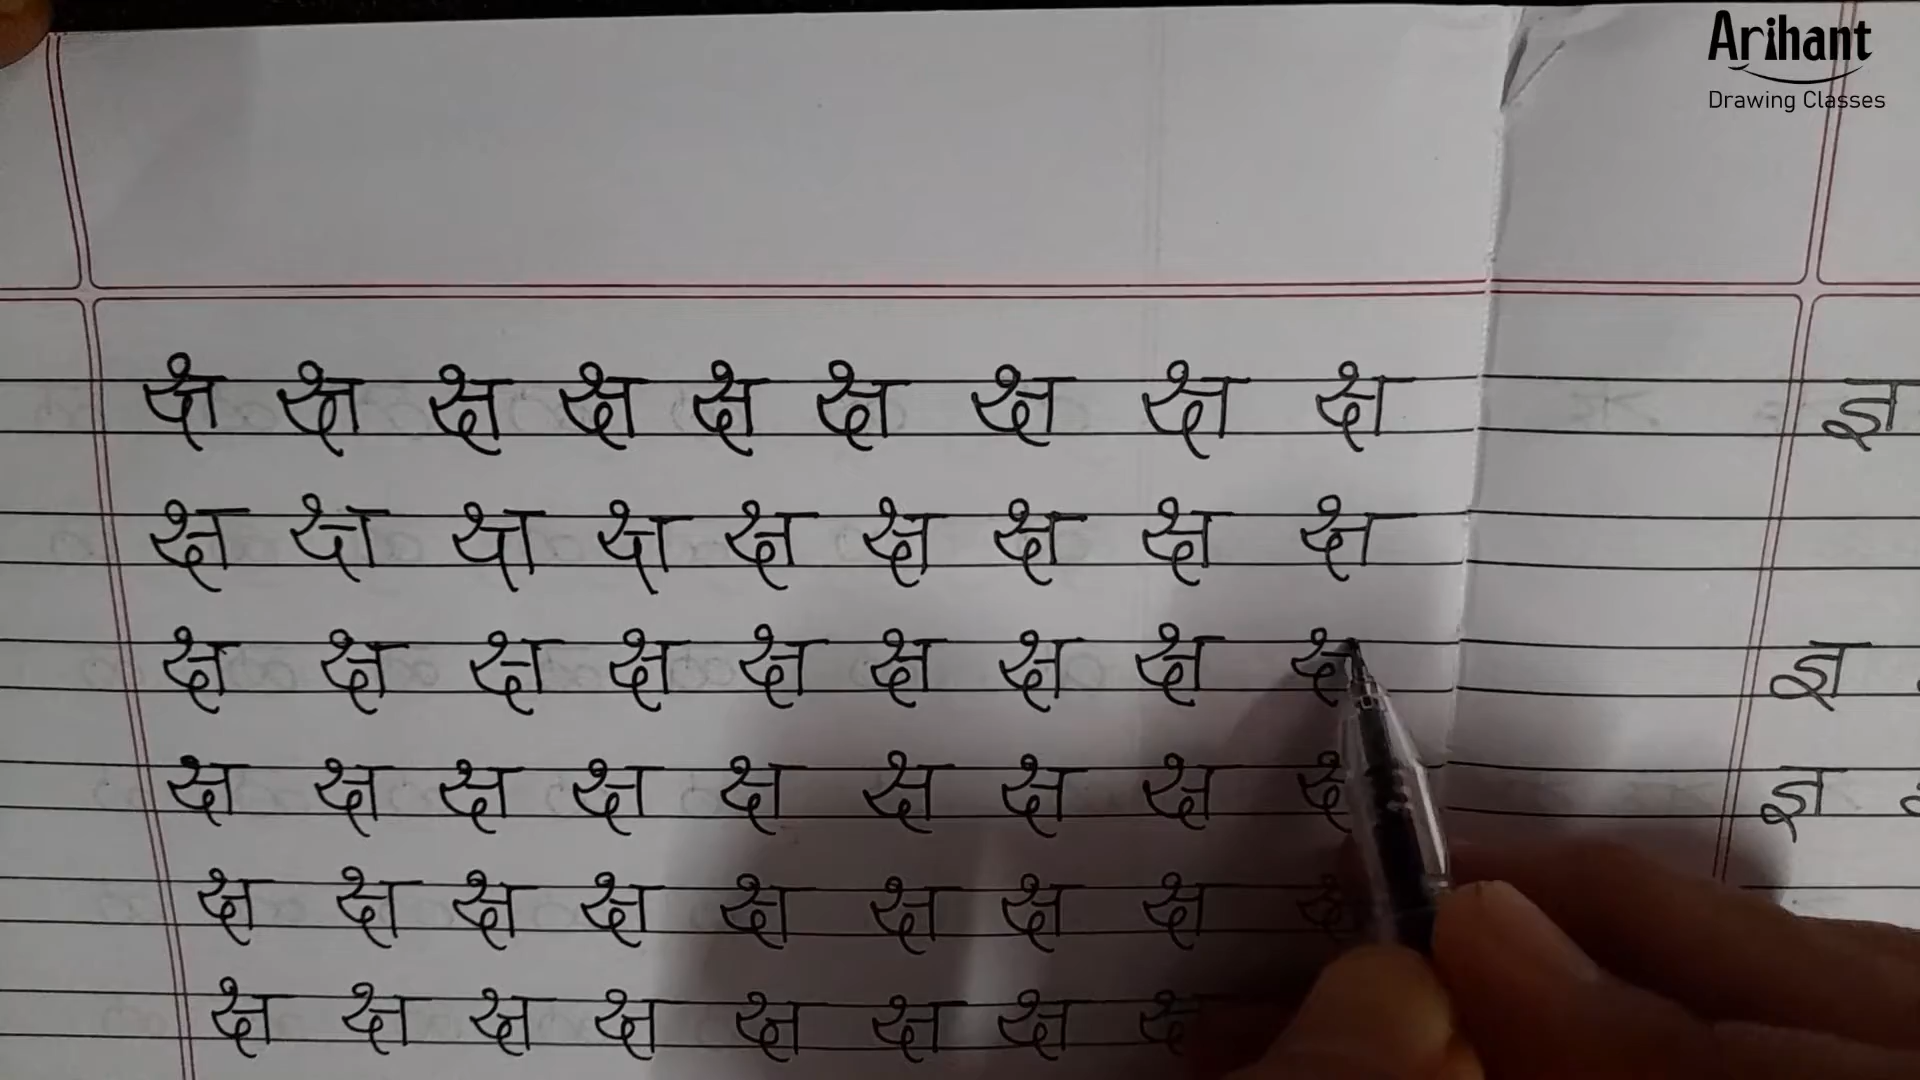 Arihant
Drawing Classes
क्ष क्ष क्ष क्ष क्ष क्ष क्ष क्ष क्ष ज्ञ
क्ष क्ष क्ष क्ष क्ष क्ष क्ष क्ष क्ष
क्ष क्ष क्ष क्ष क्ष क्ष क्ष क्ष क्ष ज्ञ
क्ष क्ष क्ष क्ष क्ष क्ष क्ष क्ष क्ष ज्ञ
क्ष क्ष क्ष क्ष क्ष क्ष क्ष क्ष
क्ष क्ष क्ष क्ष क्ष क्ष क्ष